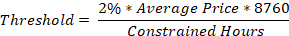 Threshold = 2% * Average Price * 8760
Constrained Hours